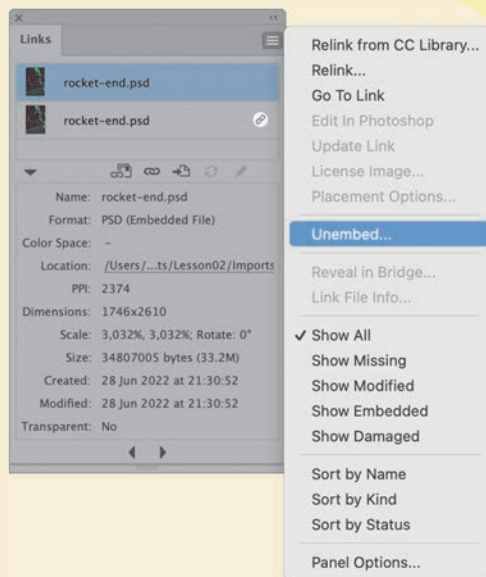 Links
rocket-end.psd
rocket-end.psd
Name: rocket-end.psd
Format: PSD (Embedded File)
Color Space: –
Location: /Users/...ts/Lesson02/Imports
PPI: 2374
Dimensions: 1746x2610
Scale: 3,032%, 3,032%; Rotate: 0°
Size: 34807005 bytes (33.2M)
Created: 28 Jun 2022 at 21:30:52
Modified: 28 Jun 2022 at 21:30:52
Transparent: No
Relink from CC Library...
Relink...
Go To Link
Edit In Photoshop
Update Link
License Image...
Placement Options...
Unembed...
Reveal in Bridge...
Link File Info...
✓ Show All
Show Missing
Show Modified
Show Embedded
Show Damaged
Sort by Name
Sort by Kind
Sort by Status
Panel Options...